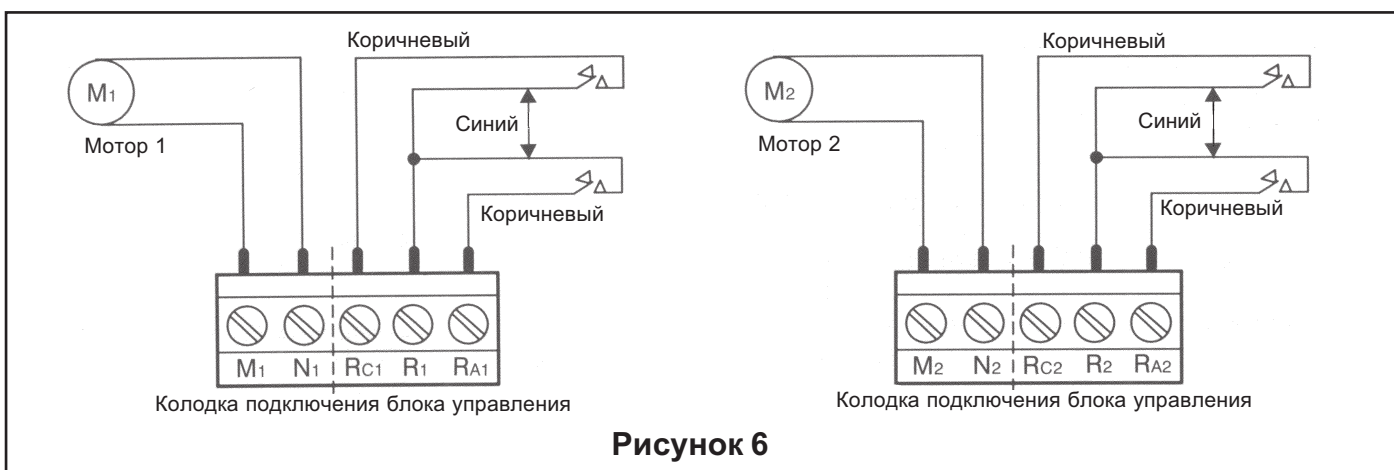 Коричневый
M1
Мотор 1
Синий
Коричневый
M1 N1 RC1 R1 RA1
Колодка подключения блока управления
Коричневый
M2
Мотор 2
Синий
Коричневый
M2 N2 RC2 R2 RA2
Колодка подключения блока управления
Рисунок 6